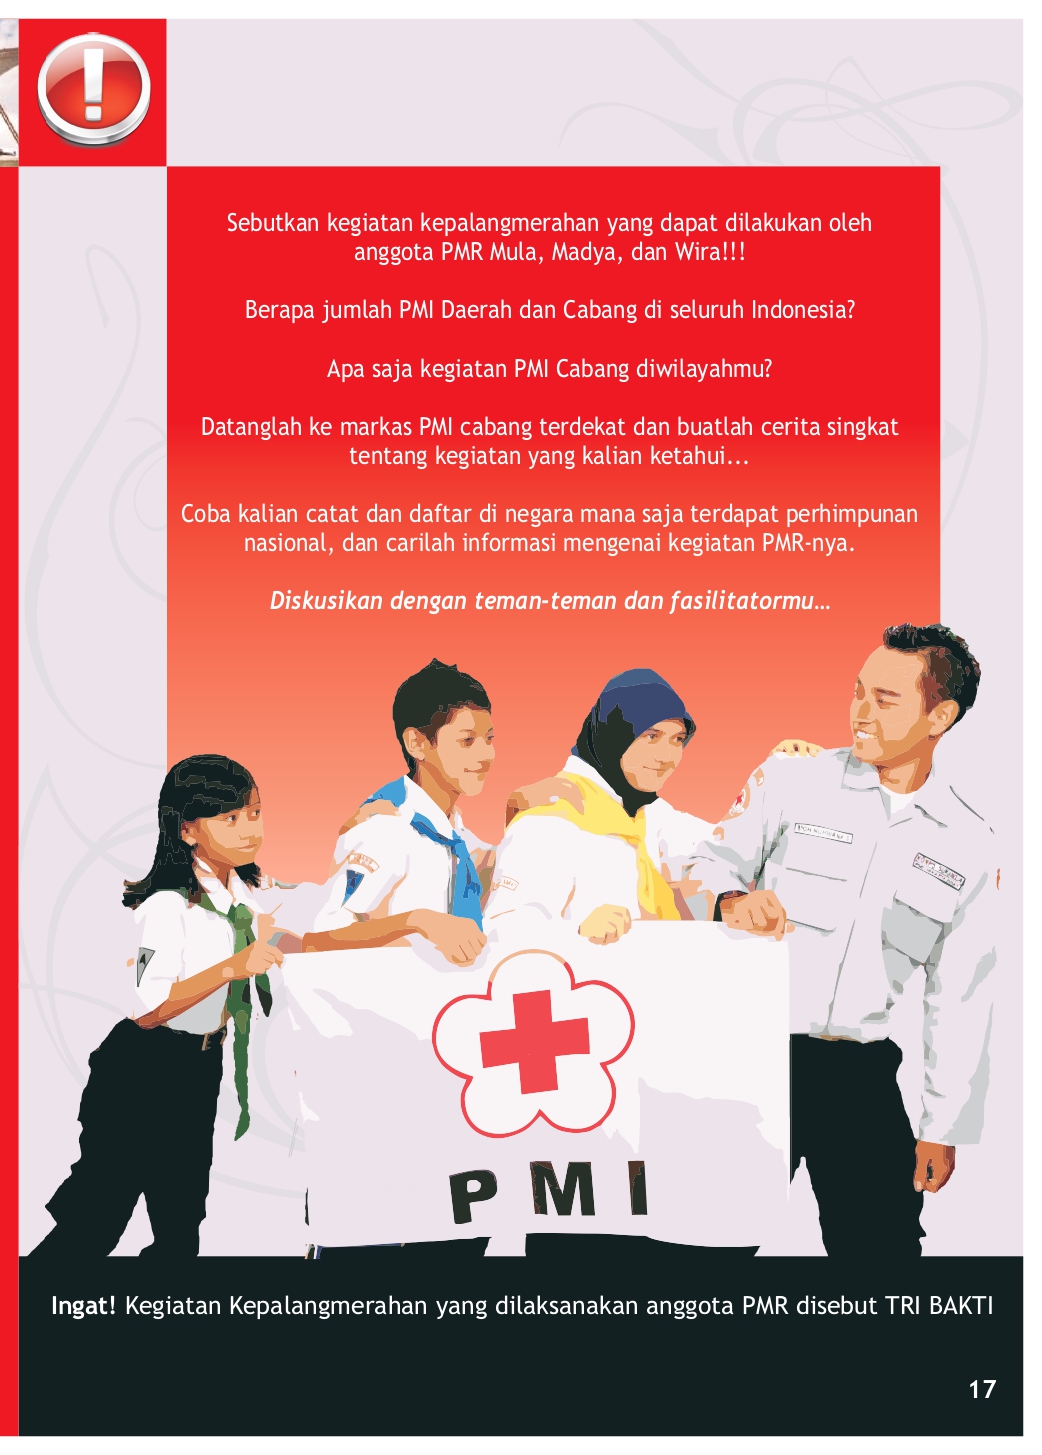 Sebutkan kegiatan kepalangmerahan yang dapat dilakukan oleh
anggota PMR Mula, Madya, dan Wira!!!
Berapa jumlah PMI Daerah dan Cabang di seluruh Indonesia?
Apa saja kegiatan PMI Cabang diwilayahmu?
Datanglah ke markas PMI cabang terdekat dan buatlah cerita singkat
tentang kegiatan yang kalian ketahui...
Coba kalian catat dan daftar di negara mana saja terdapat perhimpunan
nasional, dan carilah informasi mengenai kegiatan PMR-nya.
Diskusikan dengan teman-teman dan fasilitatormu...
PMI
Ingat! Kegiatan Kepalangmerahan yang dilaksanakan anggota PMR disebut TRI BAKTI
17